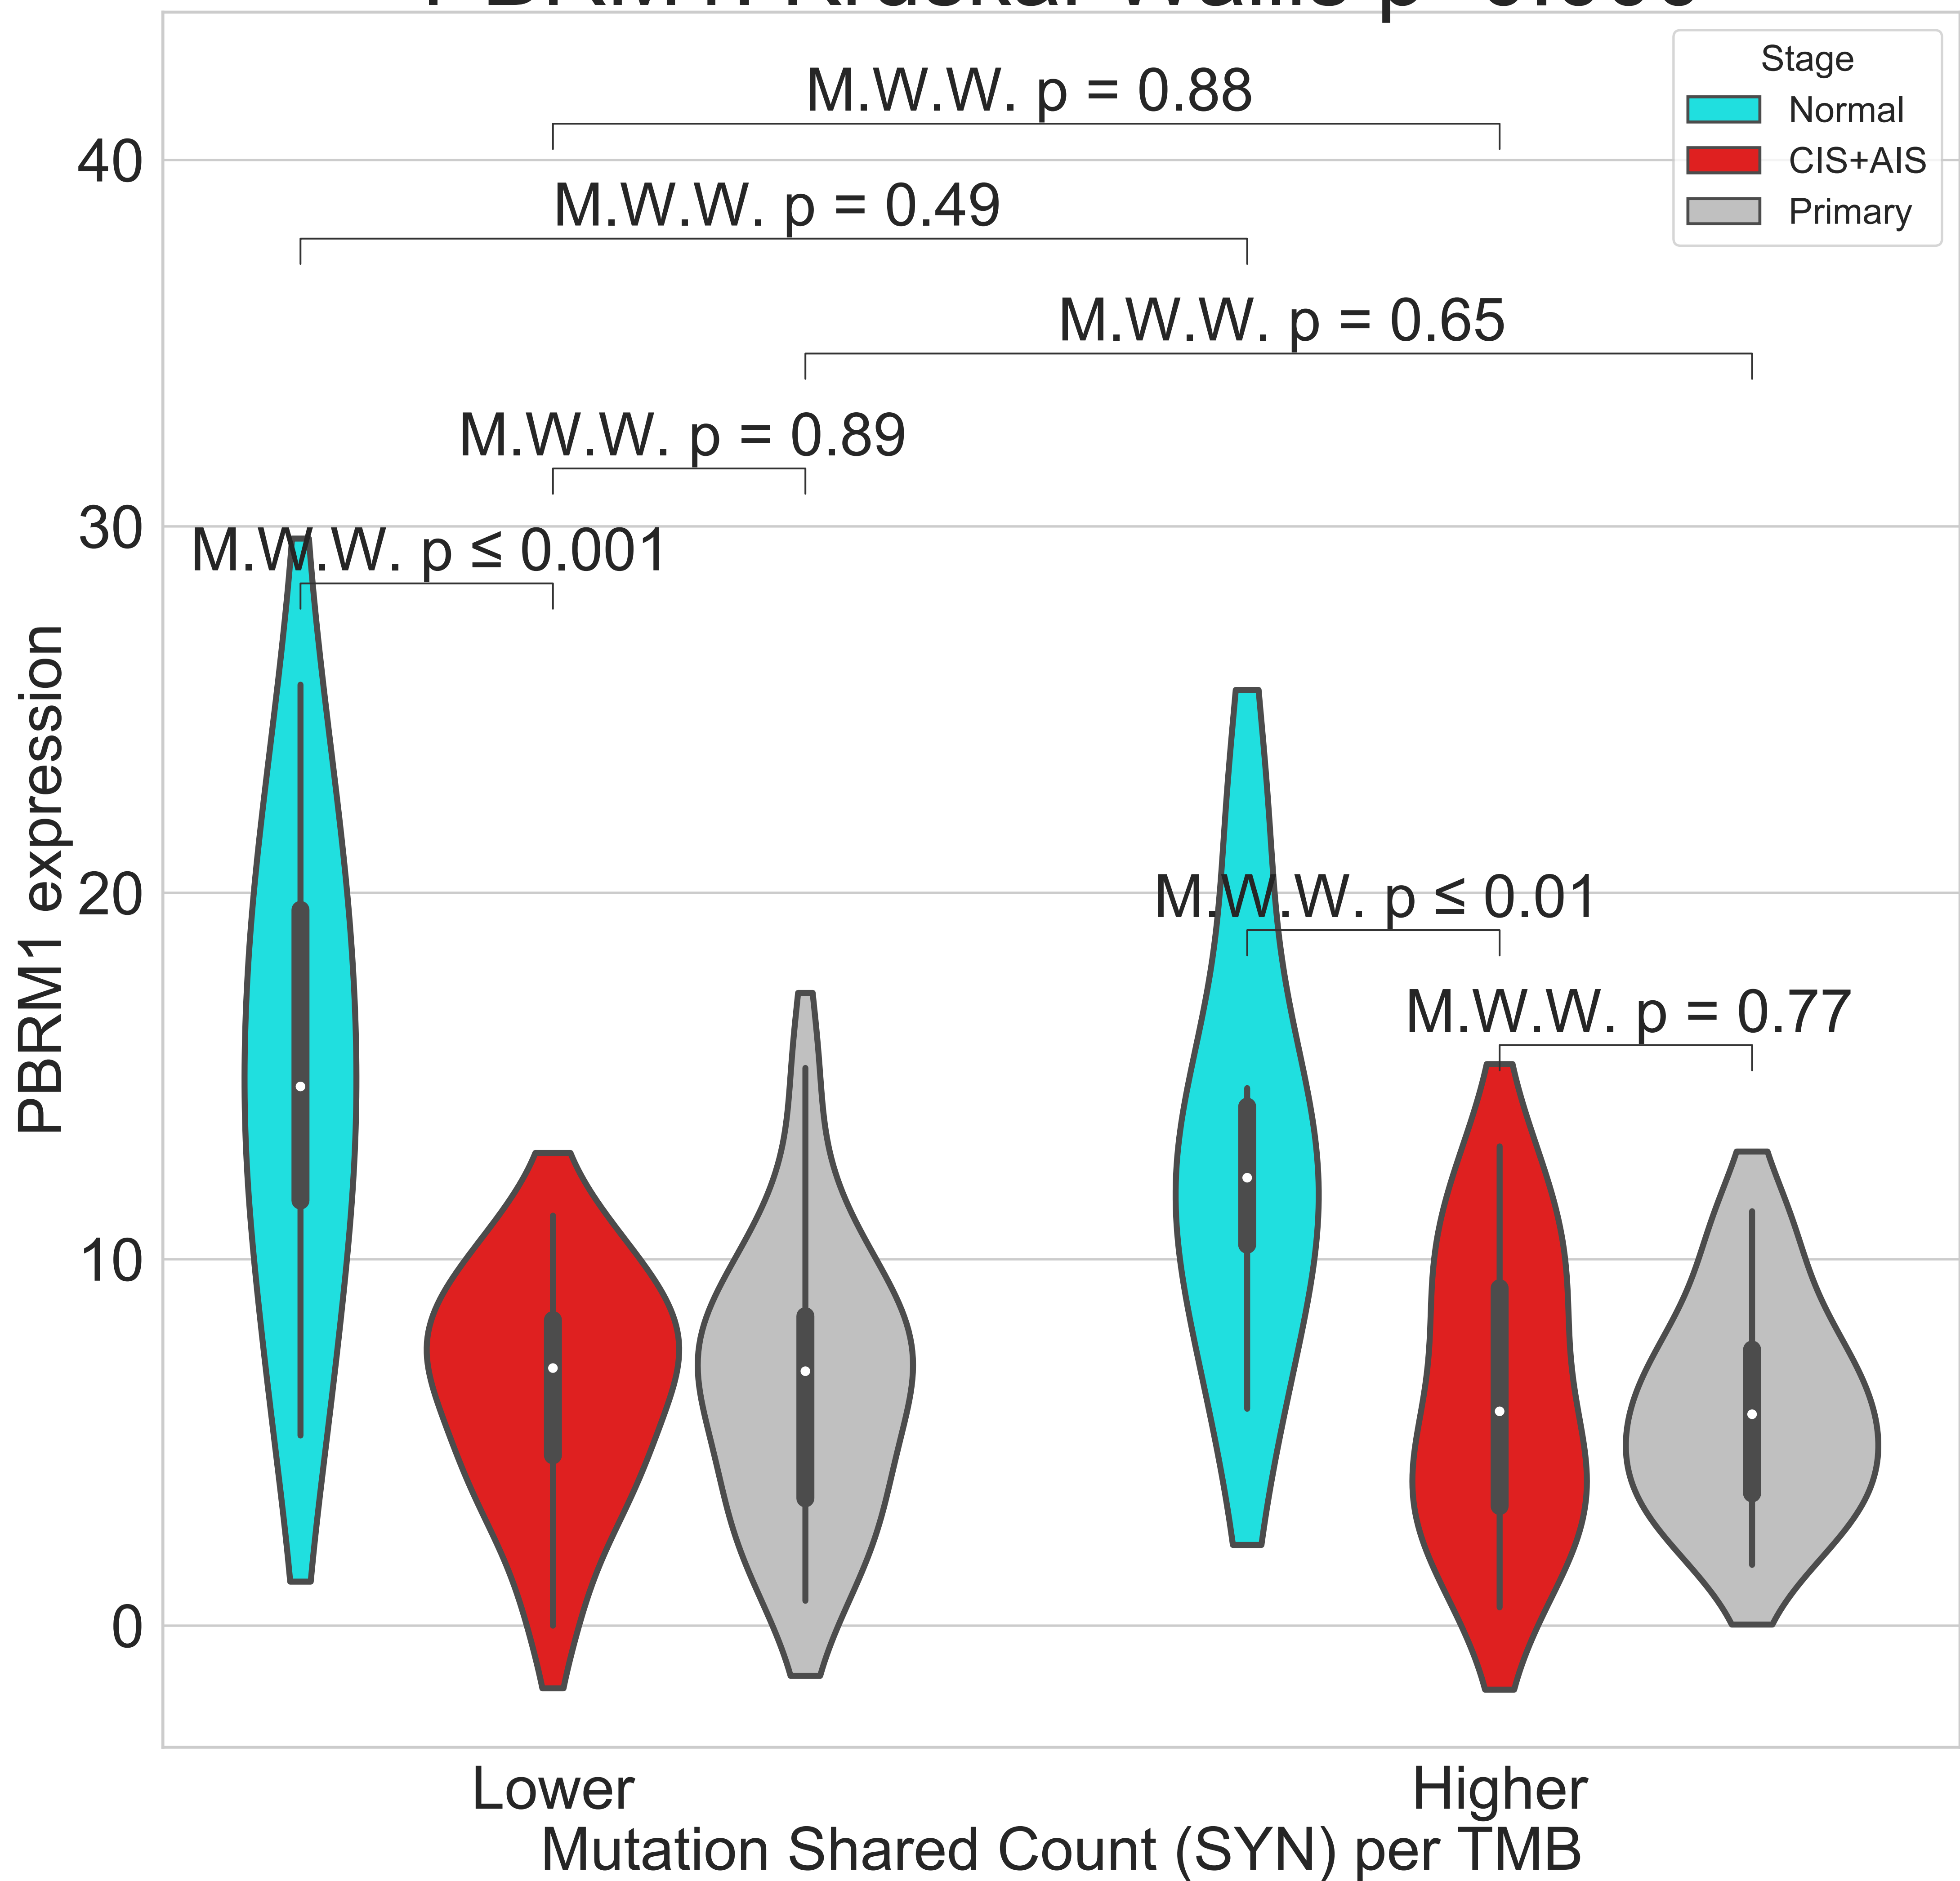 Stage
Normal
CIS+AIS
Primary
M.W.W. p = 0.88
M.W.W. p = 0.49
M.W.W. p = 0.65
M.W.W. p = 0.89
M.W.W. p ≤ 0.001
M.W.W. p ≤ 0.01
M.W.W. p = 0.77
40
30
20
10
0
PBRM1 expression
Lower
Higher
Mutation Shared Count (SYN) per TMB